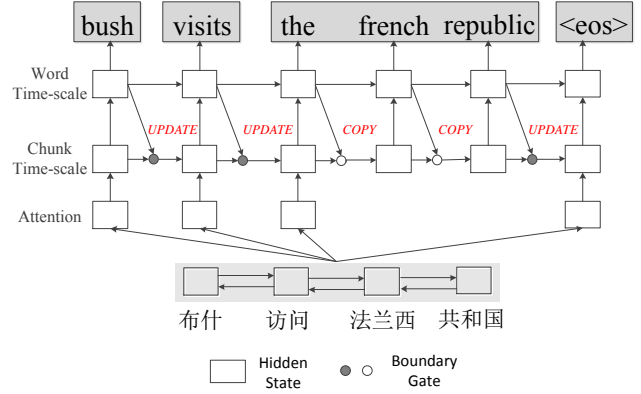 bush visits the french republic <eos>
Word
Time-scale
UPDATE UPDATE COPY COPY UPDATE
Chunk
Time-scale
Attention
布什 访问 法兰西 共和国
Hidden
State
Boundary
Gate